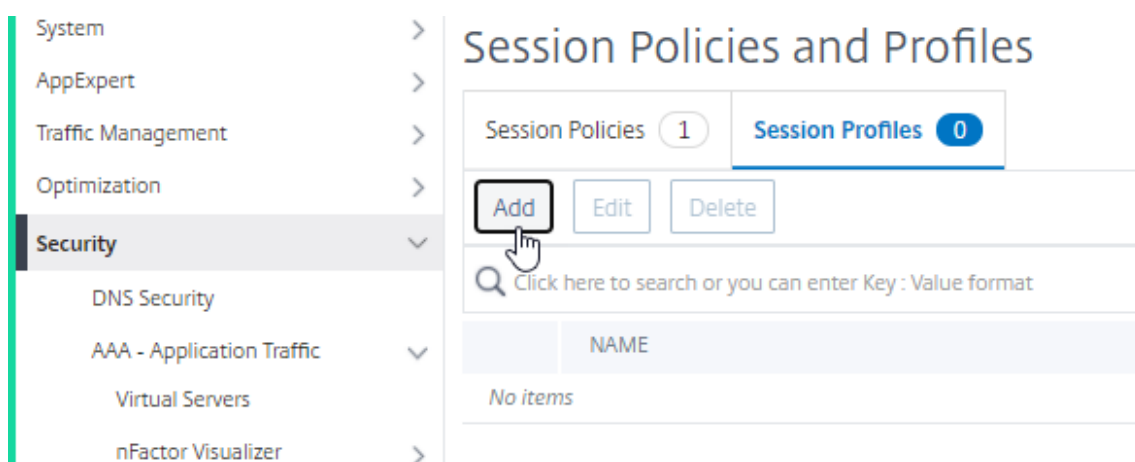 System
AppExpert
Traffic Management
Optimization
Security
DNS Security
AAA - Application Traffic
Virtual Servers
nFactor Visualizer
Session Policies and Profiles
Session Policies 1
Session Profiles 0
Add
Edit
Delete
Click here to search or you can enter Key : Value format
NAME
No items